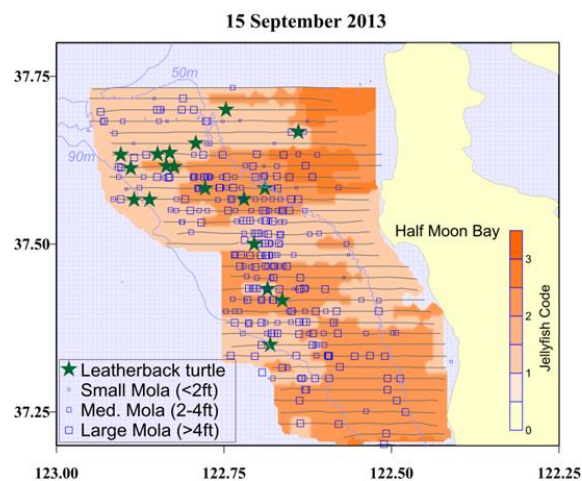 15 September 2013
37.75
50m
90m
37.50
Half Moon Bay
3
2
1
0
Jellyfish Code
Leatherback turtle
Small Mola (<2ft)
Med. Mola (2-4ft)
Large Mola (>4ft)
37.25
123.00
122.75
122.50
122.25